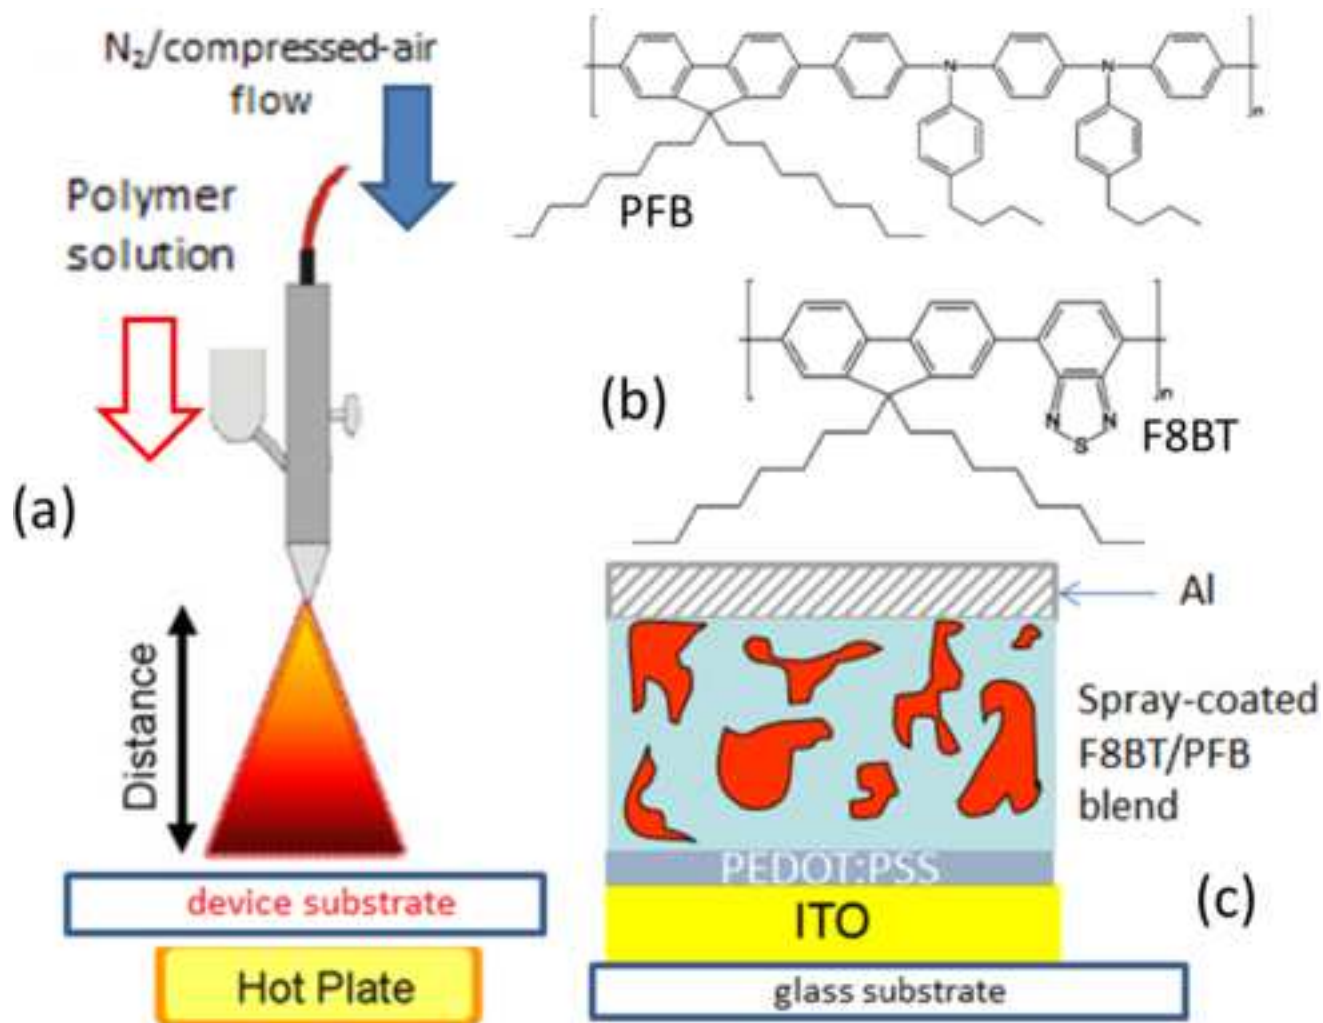 N₂/compressed-air
flow
Polymer
solution
(a)
Distance
device substrate
Hot Plate
N
N
n
PFB
(b)
n
N
N
S
F8BT
Al
Spray-coated
F8BT/PFB
blend
PEDOT:PSS
ITO
(c)
glass substrate